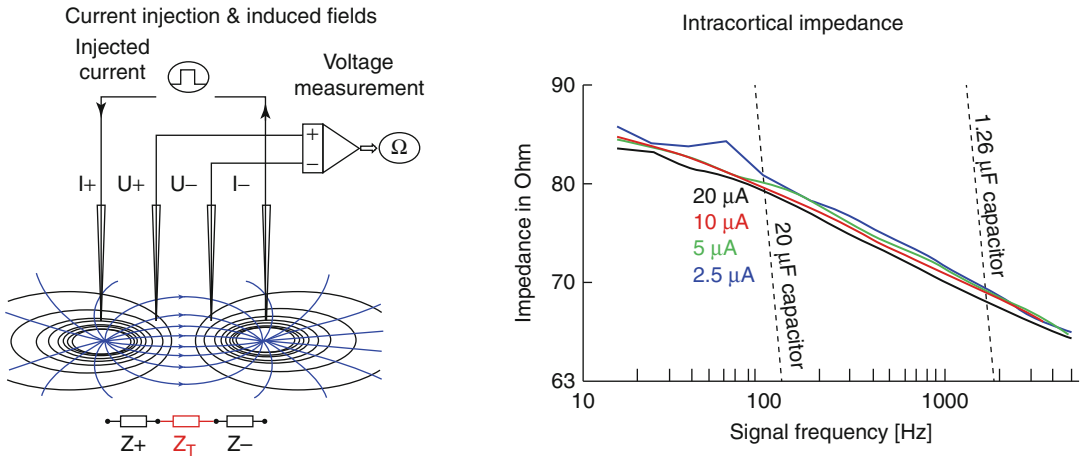 Current injection & induced fields
Injected
current
Voltage
measurement
+
−
Ω
I+ U+ U− I−
Z+ Z_T Z−
Intracortical impedance
90
80
70
63
Impedance in Ohm
20 μA
10 μA
5 μA
2.5 μA
20 μF capacitor
1.26 μF capacitor
10 100 1000
Signal frequency [Hz]